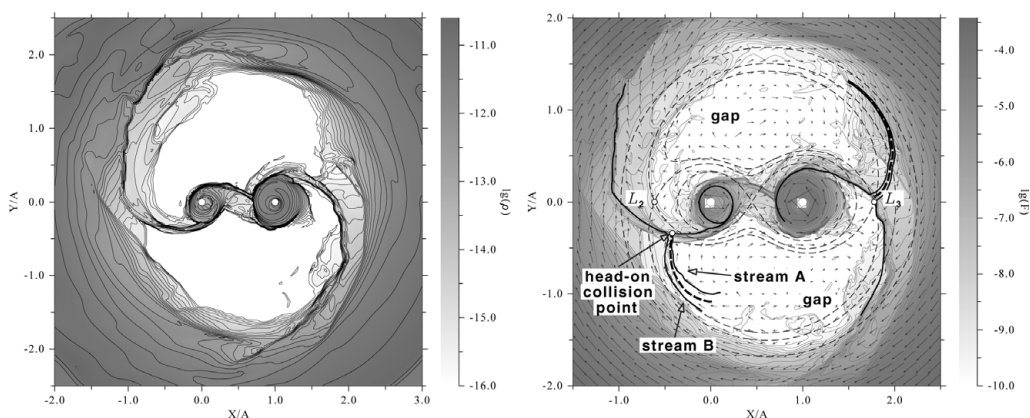 2.0
1.0
0.0
-1.0
-2.0
Y/A
-2.0
-1.0
0.0
1.0
2.0
3.0
X/A
-11.0
-12.0
-13.0
-14.0
-15.0
-16.0
lg(ρ)
2.0
1.0
0.0
-1.0
-2.0
Y/A
gap
L2
L3
head-on
collision
point
stream A
gap
stream B
-1.0
0.0
1.0
2.0
X/A
-4.0
-6.0
-7.0
-8.0
-9.0
-10.0
lg(F)